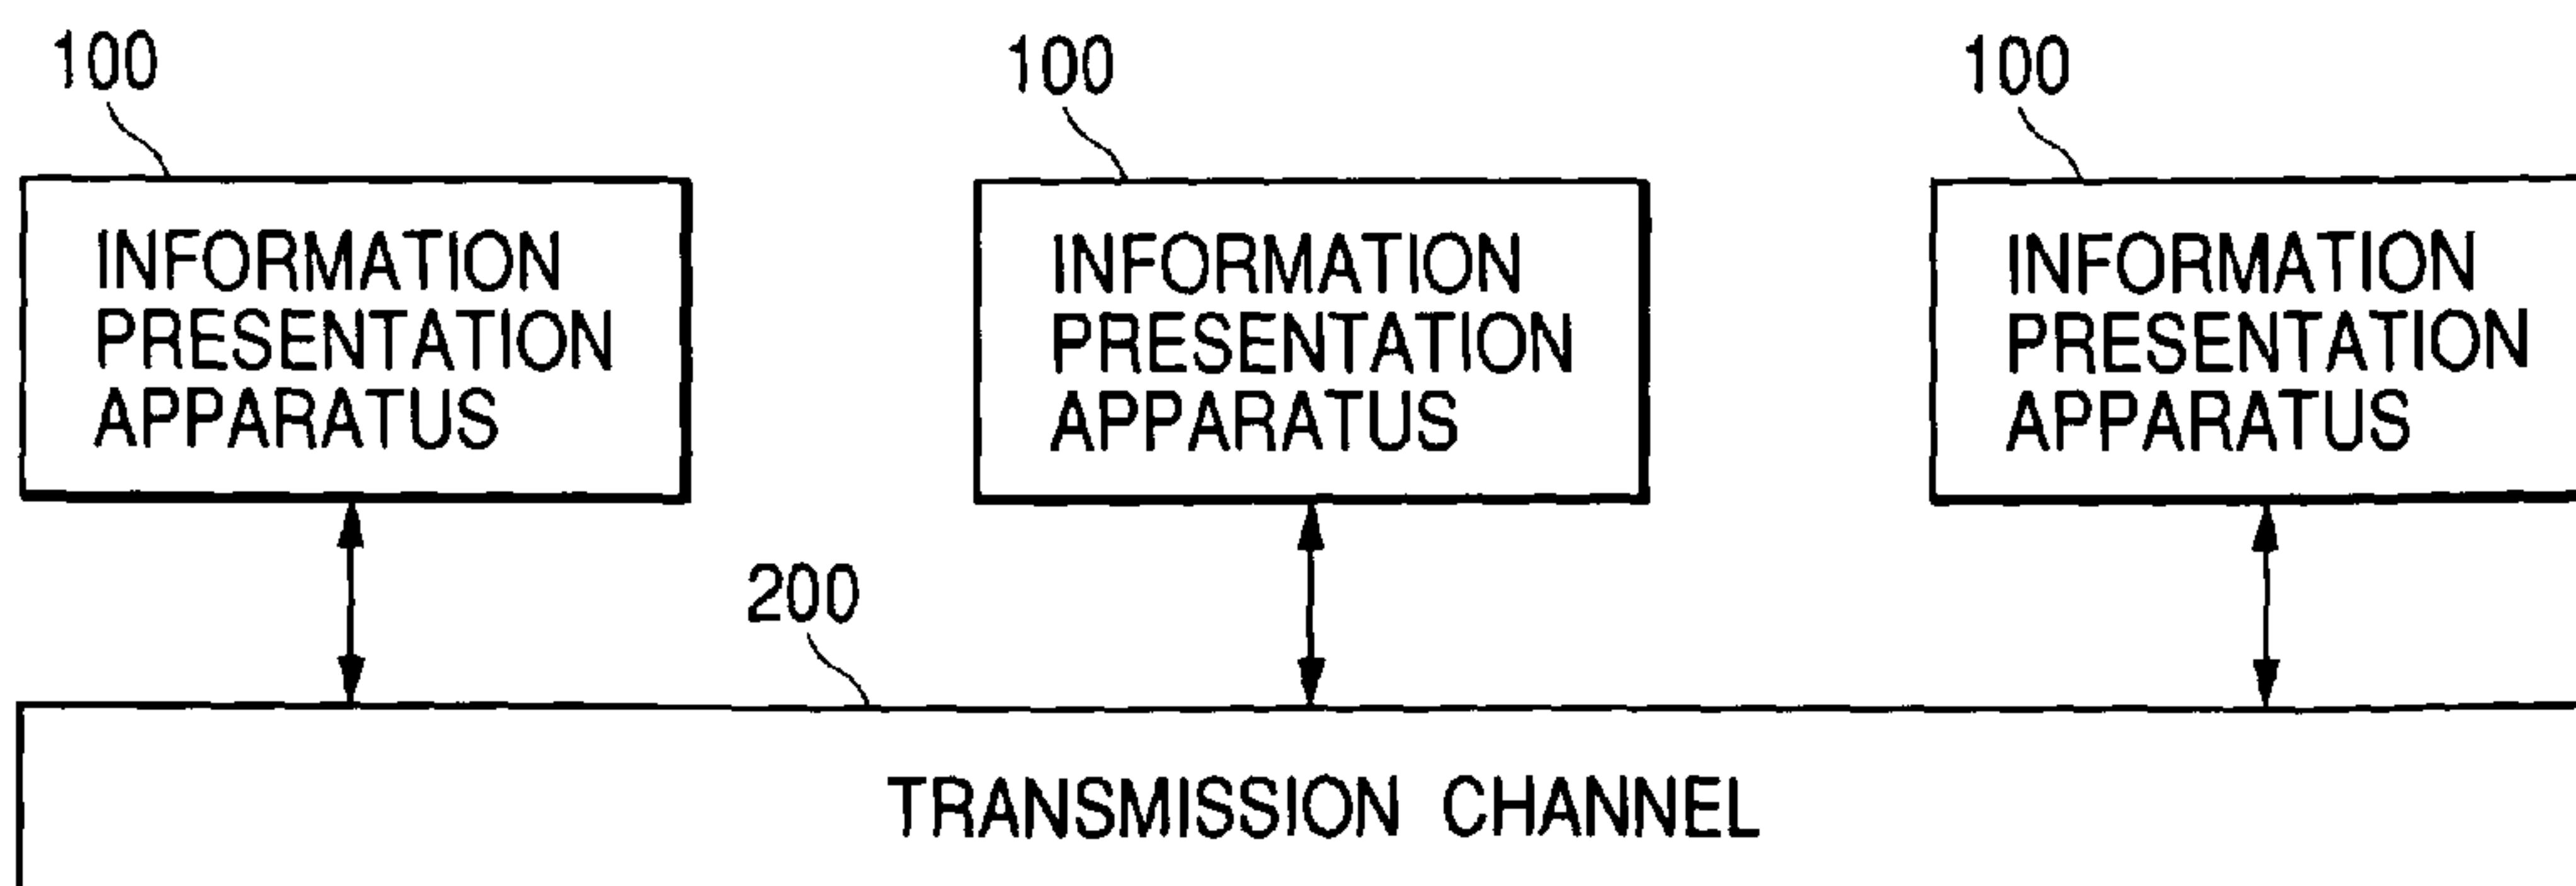 100
100
100
INFORMATION
PRESENTATION
APPARATUS
INFORMATION
PRESENTATION
APPARATUS
INFORMATION
PRESENTATION
APPARATUS
200
TRANSMISSION CHANNEL